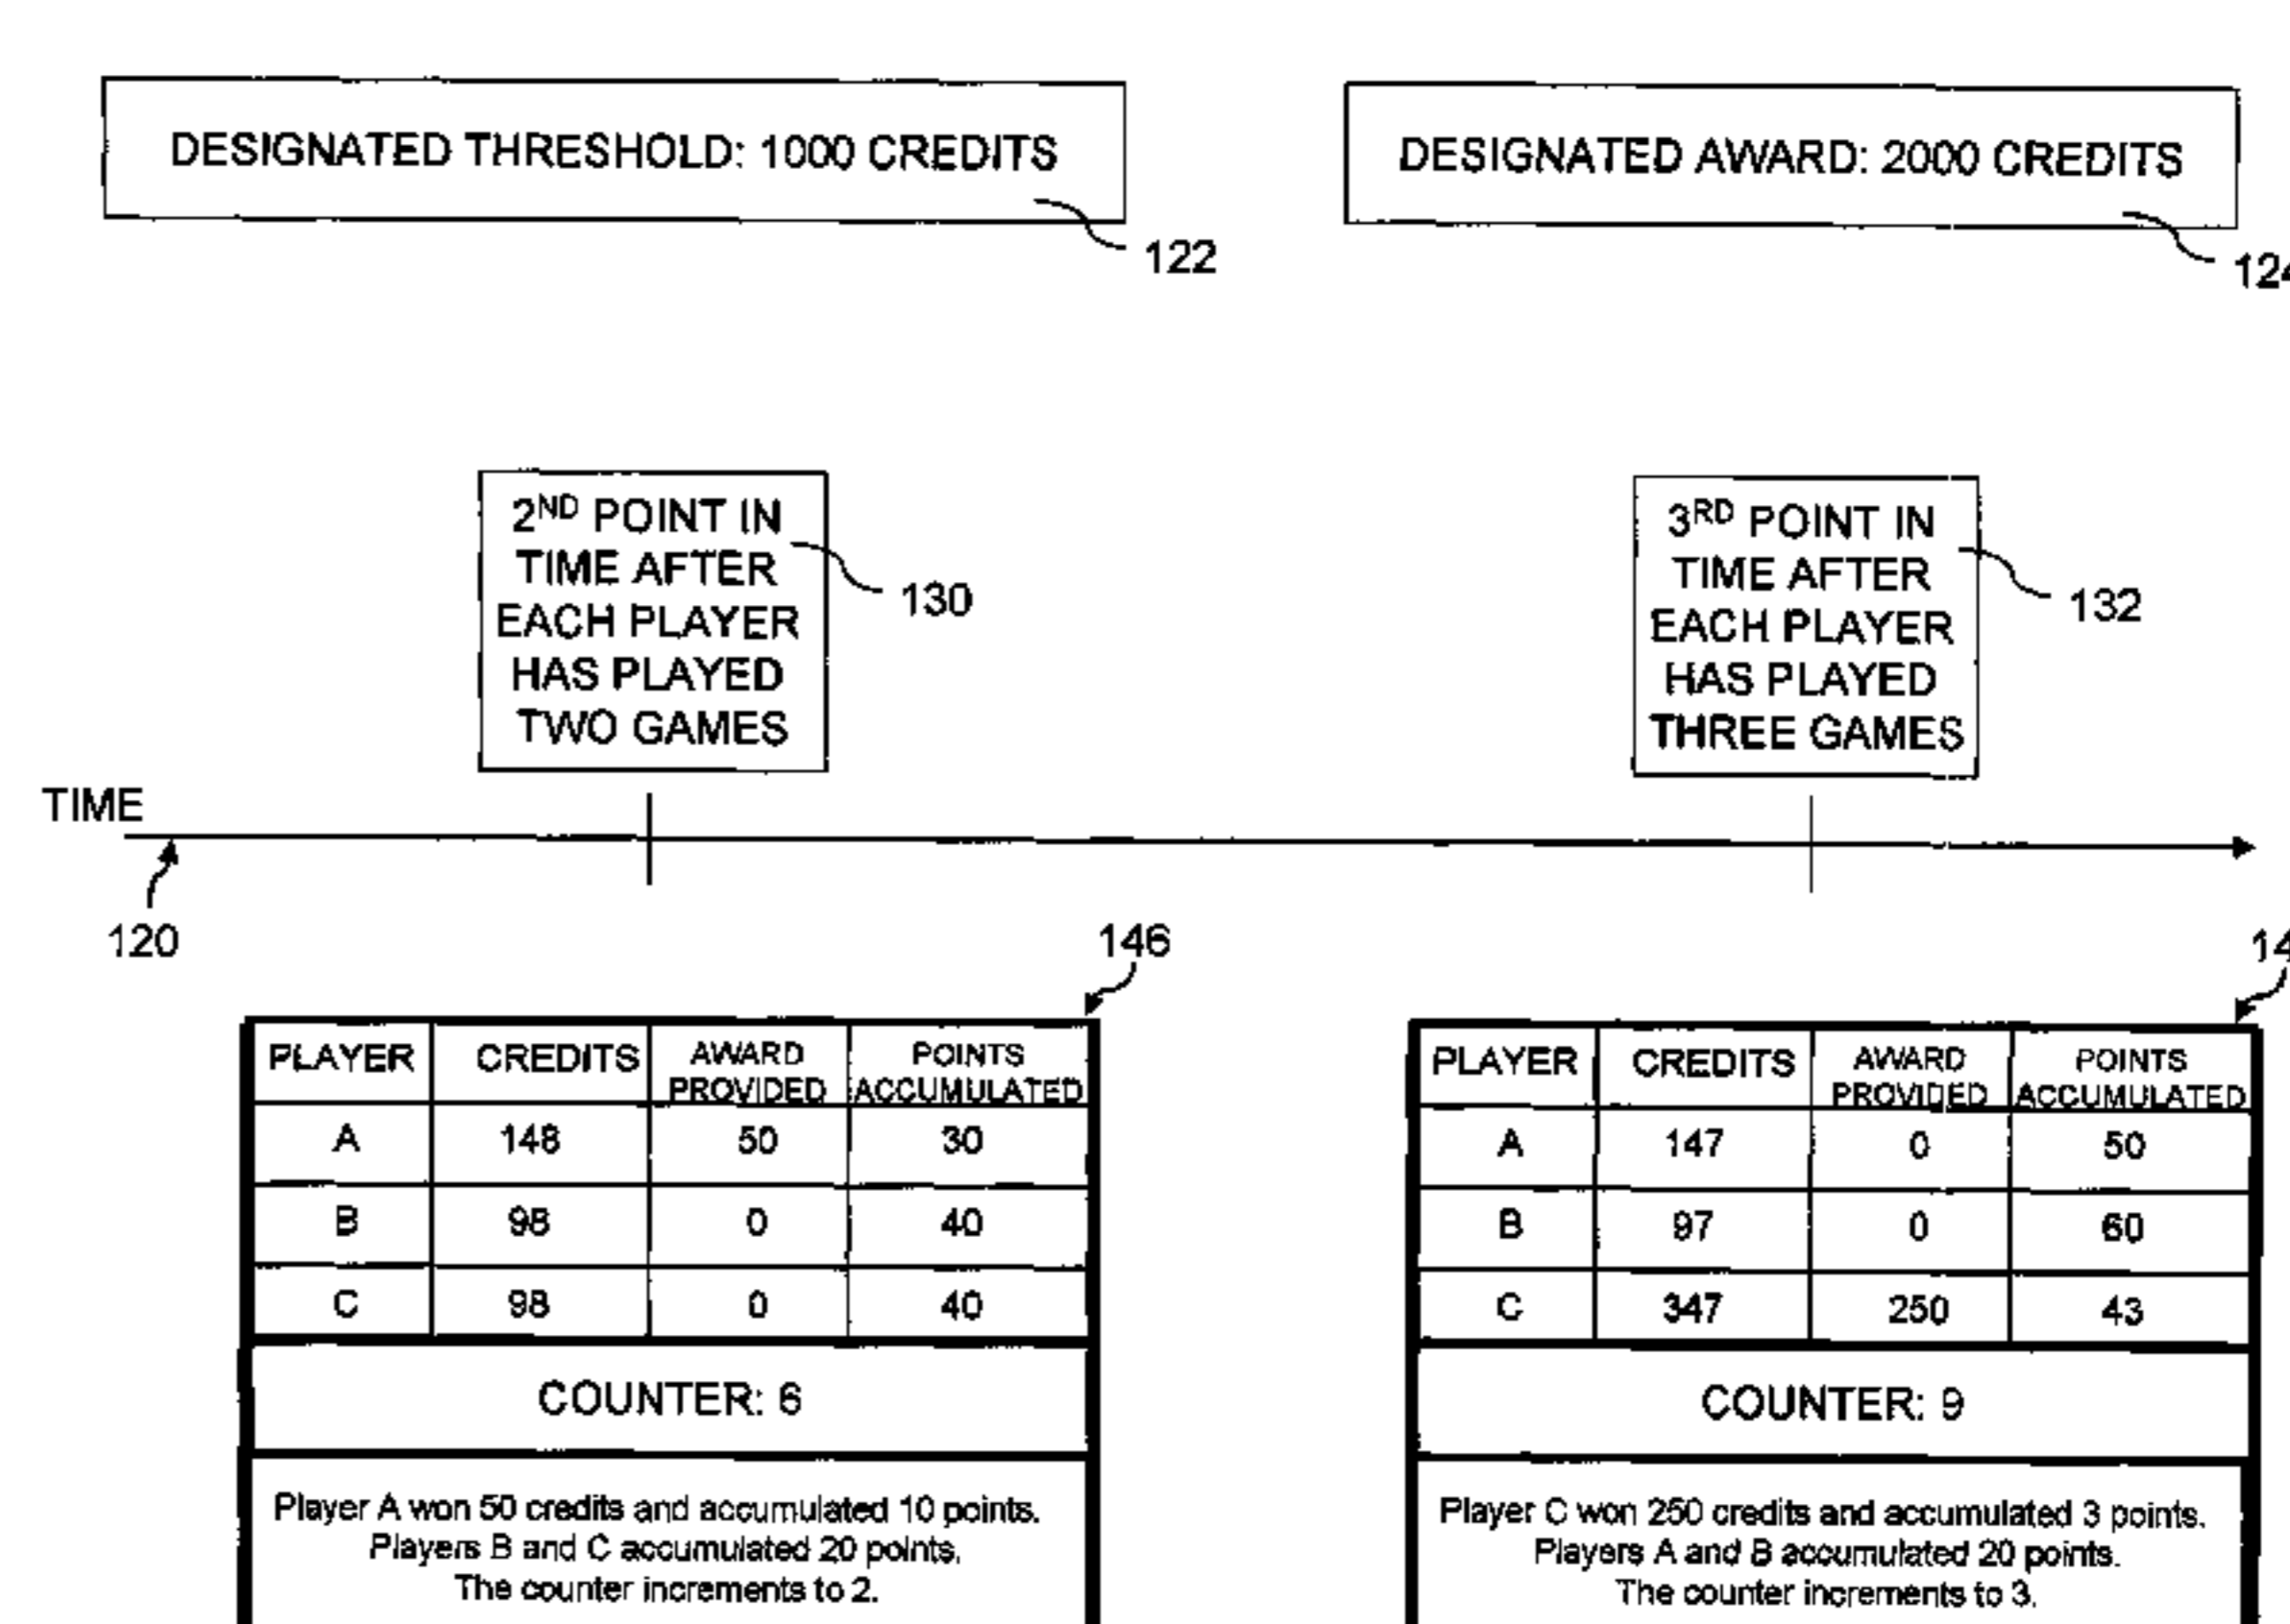 DESIGNATED THRESHOLD: 1000 CREDITS
122
DESIGNATED AWARD: 2000 CREDITS
124
2ND POINT IN
TIME AFTER
EACH PLAYER
HAS PLAYED
TWO GAMES
130
3RD POINT IN
TIME AFTER
EACH PLAYER
HAS PLAYED
THREE GAMES
132
TIME
120
146
PLAYER CREDITS AWARD PROVIDED POINTS ACCUMULATED
A 148 50 30
B 98 0 40
C 98 0 40
COUNTER: 6
Player A won 50 credits and accumulated 10 points.
Players B and C accumulated 20 points.
The counter increments to 2.
14
PLAYER CREDITS AWARD PROVIDED POINTS ACCUMULATED
A 147 0 50
B 97 0 60
C 347 250 43
COUNTER: 9
Player C won 250 credits and accumulated 3 points.
Players A and B accumulated 20 points.
The counter increments to 3.